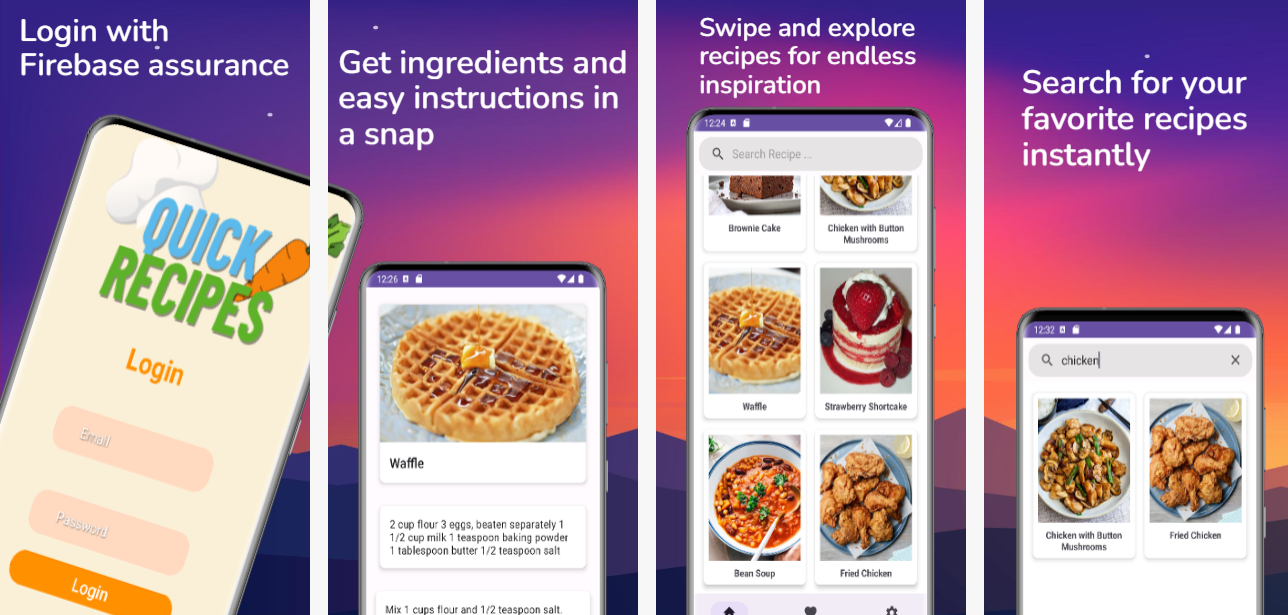 Login with
Firebase assurance
QUICK
RECIPES
Login
Email
Password
Login
Get ingredients and
easy instructions in
a snap
12:26
Waffle
2 cup flour 3 eggs, beaten separately 1
1/2 cup milk 1 teaspoon baking powder
1 tablespoon butter 1/2 teaspoon salt
Mix 1 cups flour and 1/2 teaspoon salt.
Swipe and explore
recipes for endless
inspiration
12:24
Search Recipe ...
Brownie Cake
Chicken with Button
Mushrooms
Waffle
Strawberry Shortcake
Bean Soup
Fried Chicken
Search for your
favorite recipes
instantly
12:32
chicken
Chicken with Button
Mushrooms
Fried Chicken